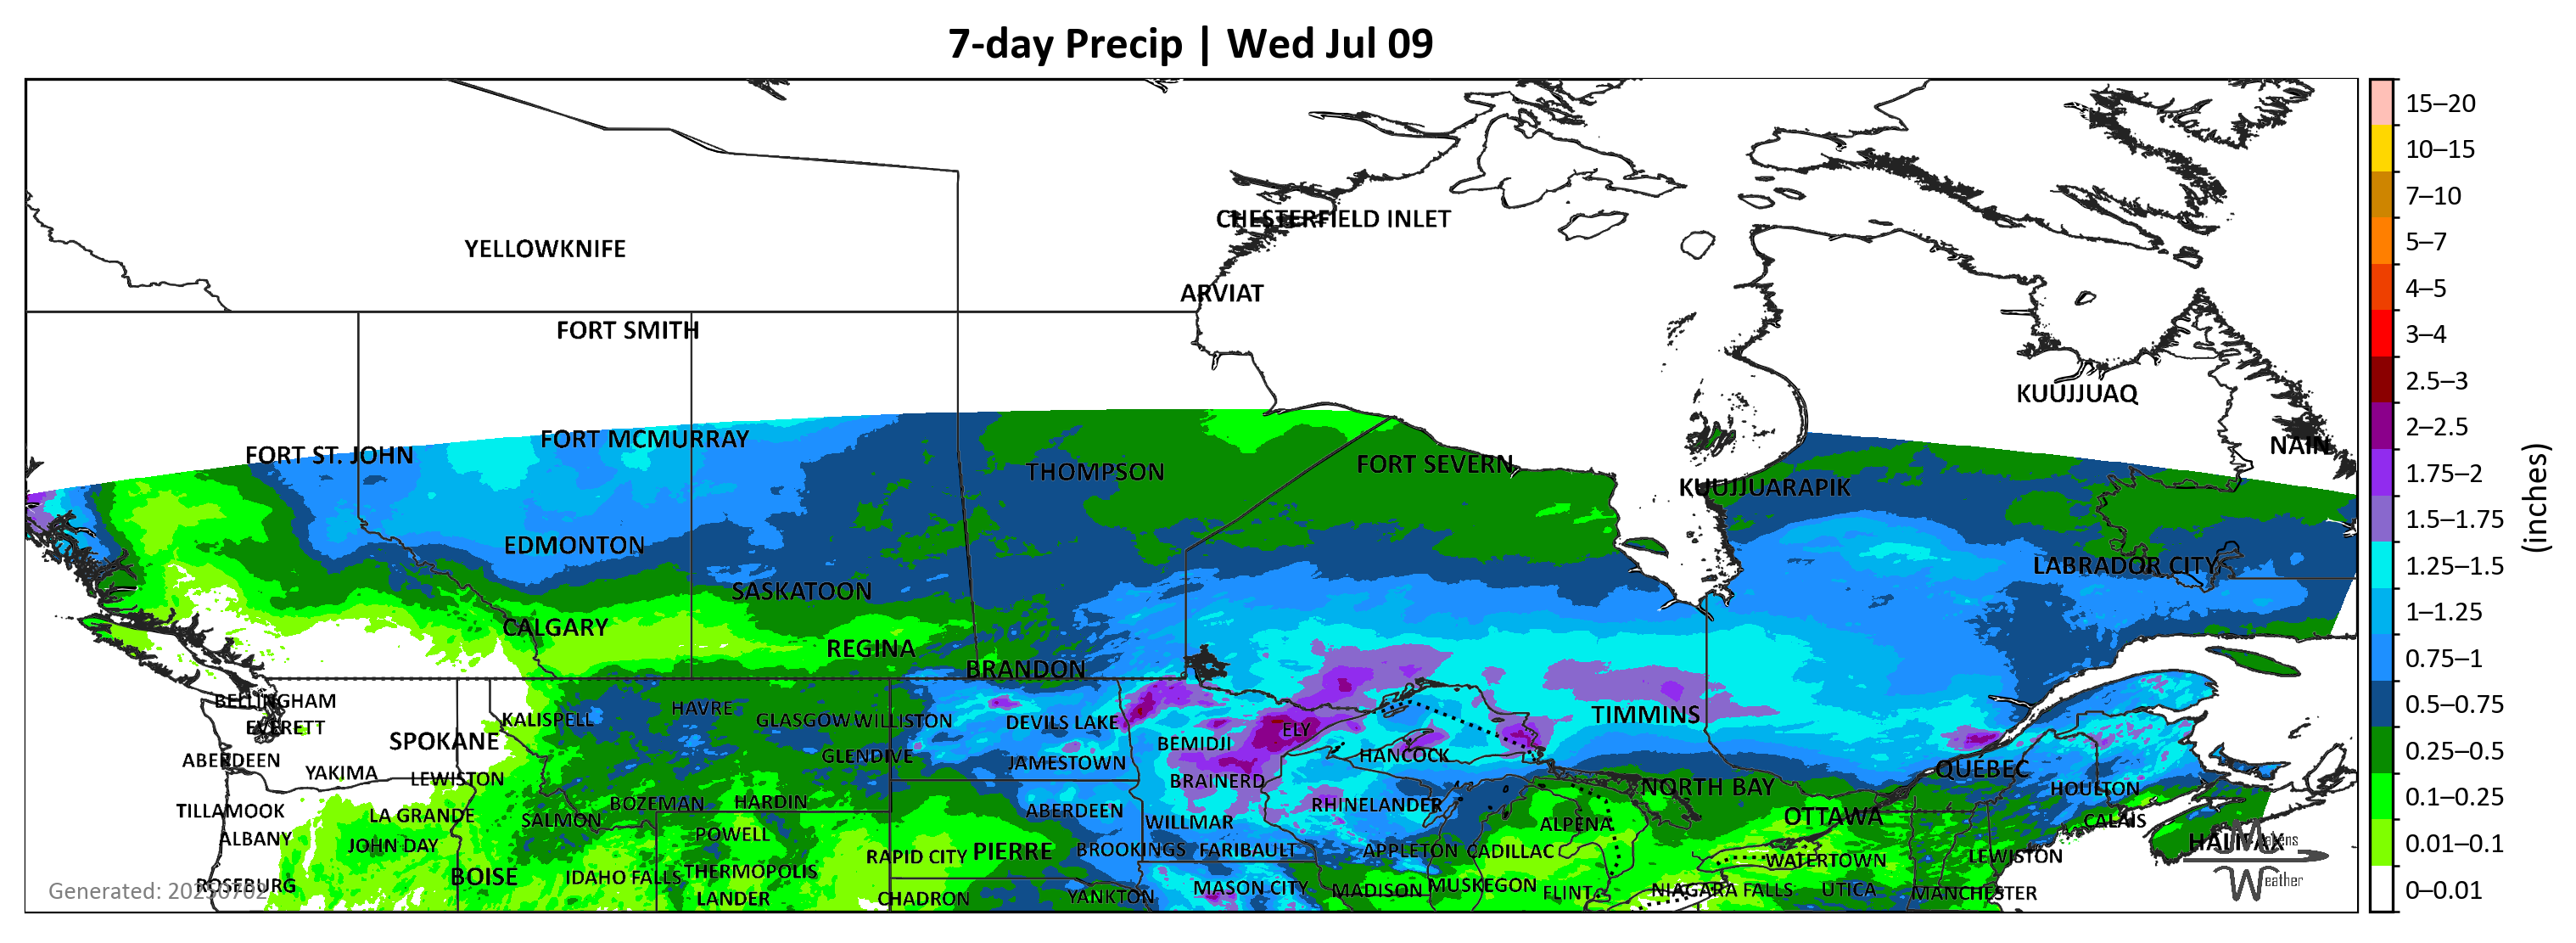 7-day Precip | Wed Jul 09
CHESTERFIELD INLET
YELLOWKNIFE
ARVIAT
FORT SMITH
KUUJJUAQ
FORT MCMURRAY
NAIN
FORT ST. JOHN
THOMPSON
FORT SEVERN
KUUJJUARAPIK
EDMONTON
LABRADOR CITY
SASKATOON
CALGARY
REGINA
BRANDON
BELLINGHAM
HAVRE
KALISPELL
GLASGOW
WILLISTON
DEVILS LAKE
TIMMINS
EVERETT
ELY
SPOKANE
BEMIDJI
ABERDEEN
GLENDIVE
JAMESTOWN
HANCOCK
QUÉBEC
YAKIMA
LEWISTON
BRAINERD
NORTH BAY
HOULTON
BOZEMAN
HARDIN
RHINELANDER
TILLAMOOK
LA GRANDE
SALMON
ABERDEEN
WILLMAR
ALPENA
OTTAWA
CALAIS
ALBANY
JOHN DAY
POWELL
HALIFAX
RAPID CITY
PIERRE
BROOKINGS
FARIBAULT
APPLETON
CADILLAC
WATERTOWN
LEWISTON
BOISE
IDAHO FALLS
THERMOPOLIS
ROSEBURG
MASON CITY
MADISON
MUSKEGON
FLINT
NIAGARA FALLS
UTICA
MANCHESTER
LANDER
CHADRON
YANKTON
Generated: 20250702
Weather
15–20
10–15
7–10
5–7
4–5
3–4
2.5–3
2–2.5
1.75–2
1.5–1.75
1.25–1.5
1–1.25
0.75–1
0.5–0.75
0.25–0.5
0.1–0.25
0.01–0.1
0–0.01
(inches)